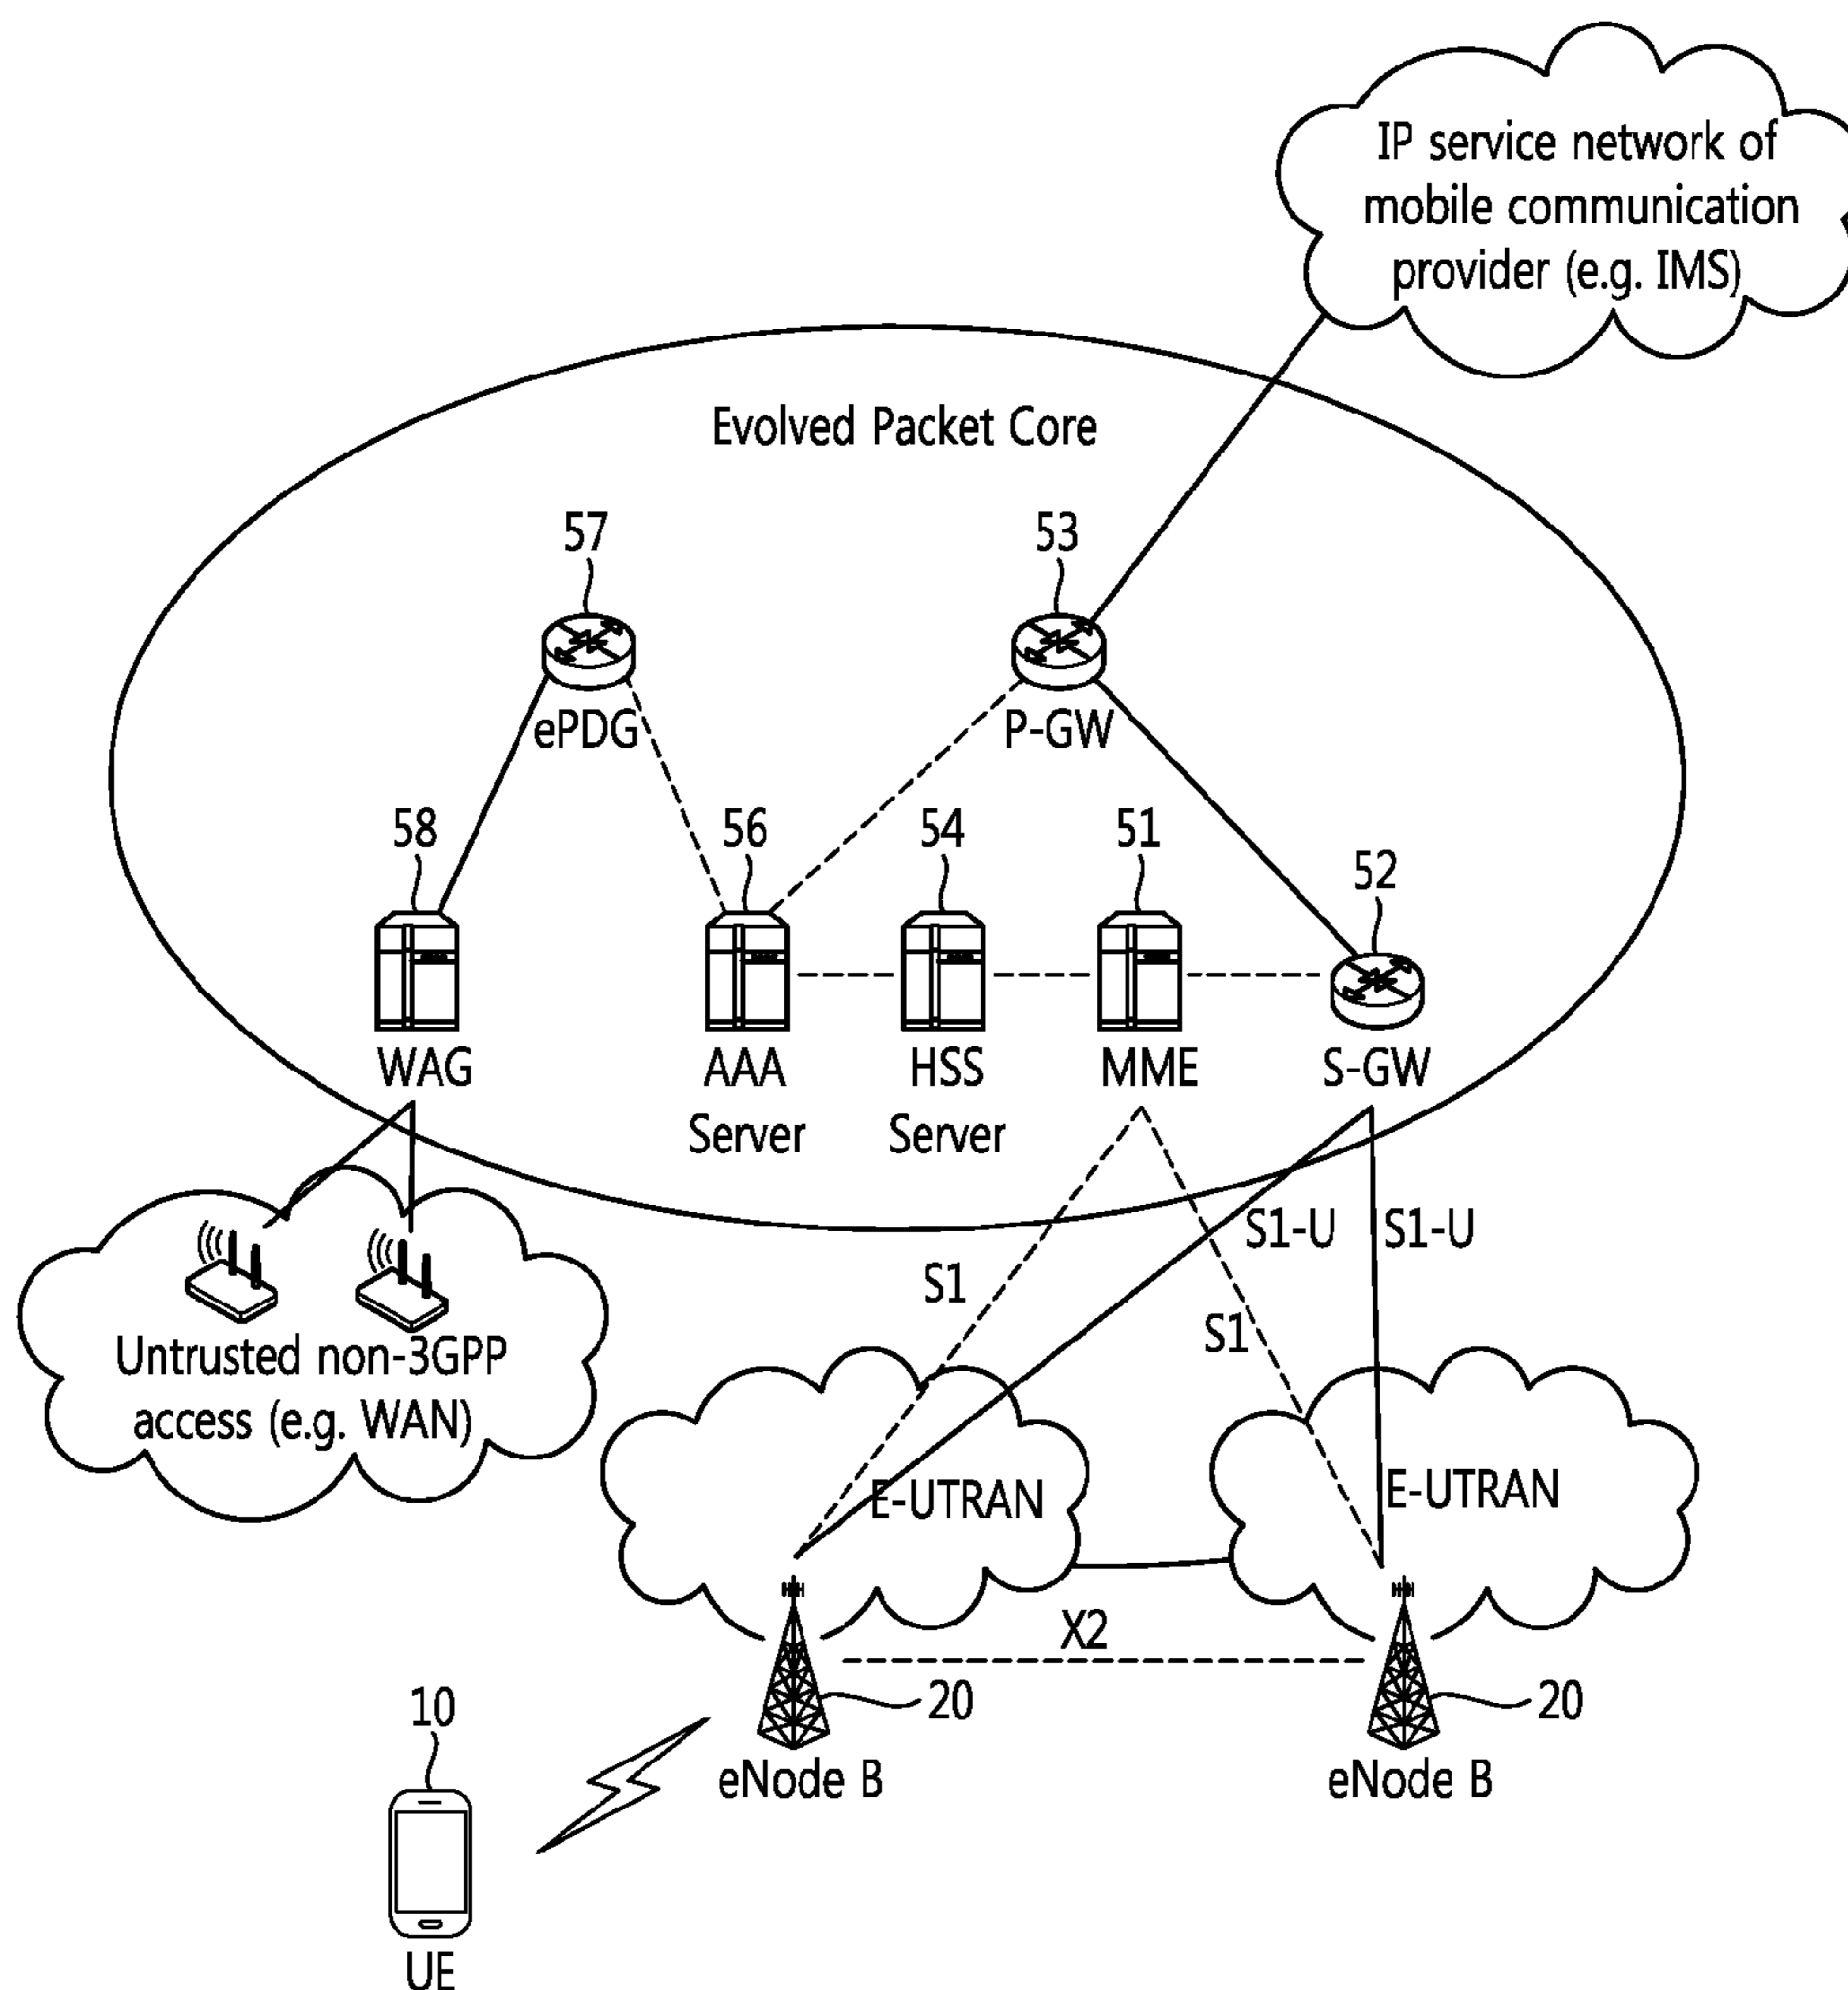 IP service network of
mobile communication
provider (e.g. IMS)
Evolved Packet Core
57
53
ePDG
P-GW
58
56
54
51
52
WAG
AAA
Server
HSS
Server
MME
S-GW
S1-U
S1-U
S1
S1
Untrusted non-3GPP
access (e.g. WAN)
E-UTRAN
E-UTRAN
X2
20
20
eNode B
eNode B
10
UE